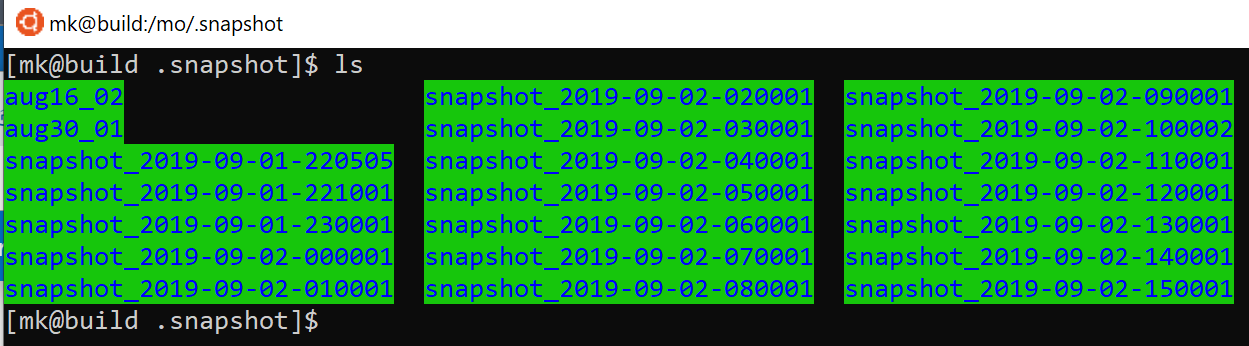 mk@build:/mo/.snapshot
[mk@build .snapshot]$ ls
aug16_02 snapshot_2019-09-02-020001 snapshot_2019-09-02-090001
aug30_01 snapshot_2019-09-02-030001 snapshot_2019-09-02-100002
snapshot_2019-09-01-220505 snapshot_2019-09-02-040001 snapshot_2019-09-02-110001
snapshot_2019-09-01-221001 snapshot_2019-09-02-050001 snapshot_2019-09-02-120001
snapshot_2019-09-01-230001 snapshot_2019-09-02-060001 snapshot_2019-09-02-130001
snapshot_2019-09-02-000001 snapshot_2019-09-02-070001 snapshot_2019-09-02-140001
snapshot_2019-09-02-010001 snapshot_2019-09-02-080001 snapshot_2019-09-02-150001
[mk@build .snapshot]$